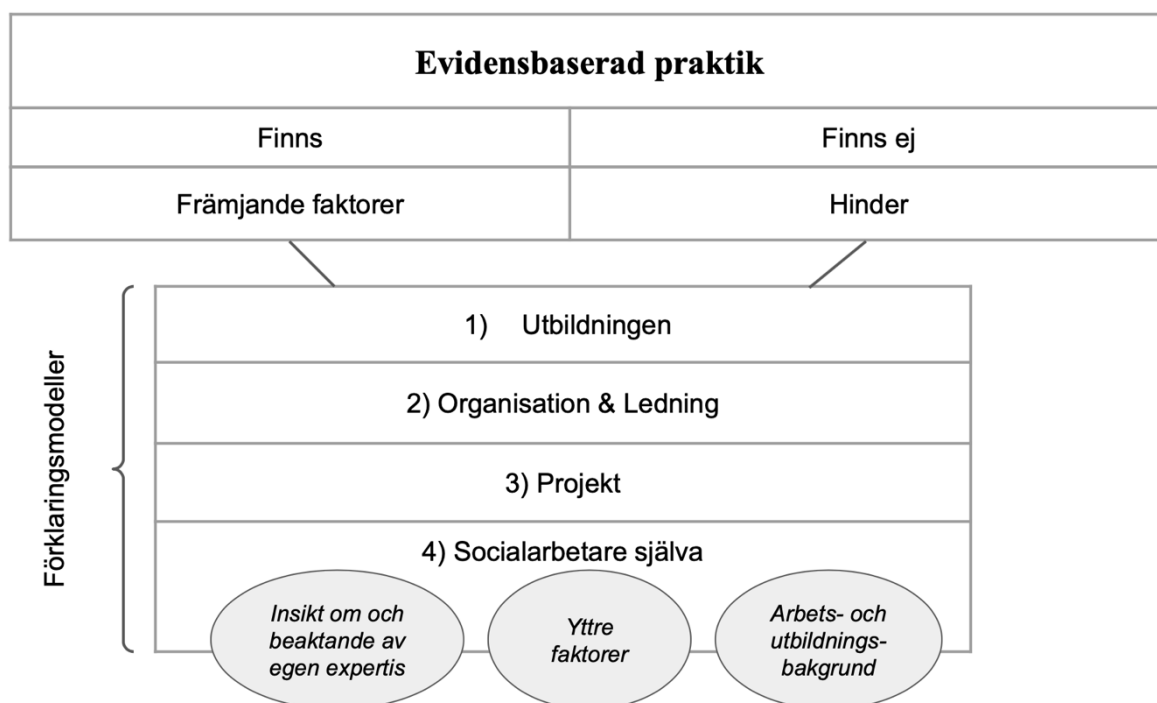 Evidensbaserad praktik
Finns
Finns ej
Främjande faktorer
Hinder
Förklaringsmodeller
1) Utbildningen
2) Organisation & Ledning
3) Projekt
4) Socialarbetare själva
Insikt om och
beaktande av
egen expertis
Yttre
faktorer
Arbets- och
utbildnings-
bakgrund